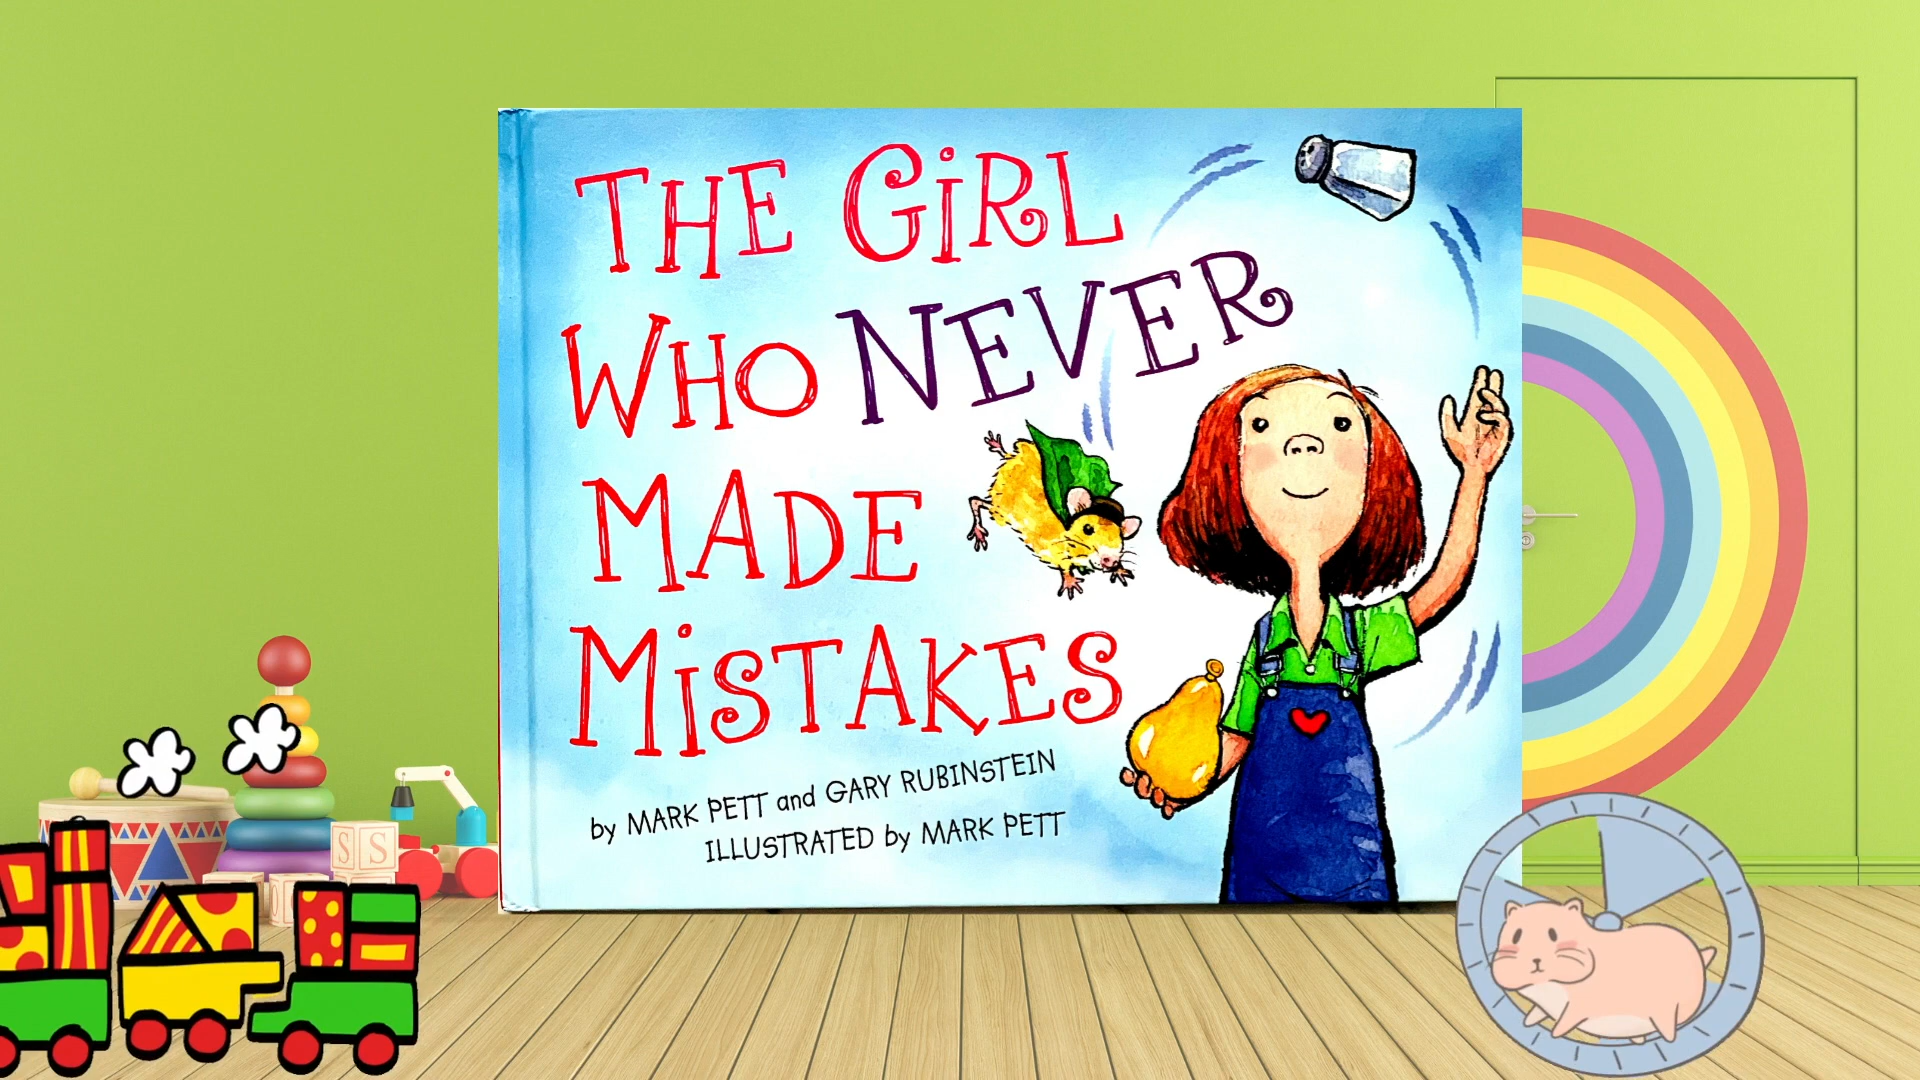 THE GiRL
WHO NEVER
MADE
MiSTAKES
by MARK PETT and GARY RUBINSTEIN
ILLUSTRATED by MARK PETT
S S